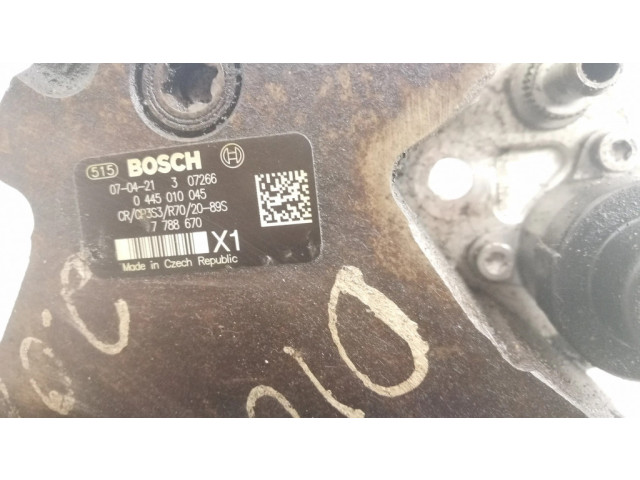 515 BOSCH
07-04-21 3 07266
0 445 010 045
CR/CP3S3/R70/20-89S
7 788 670
X1
Made in Czech Republic